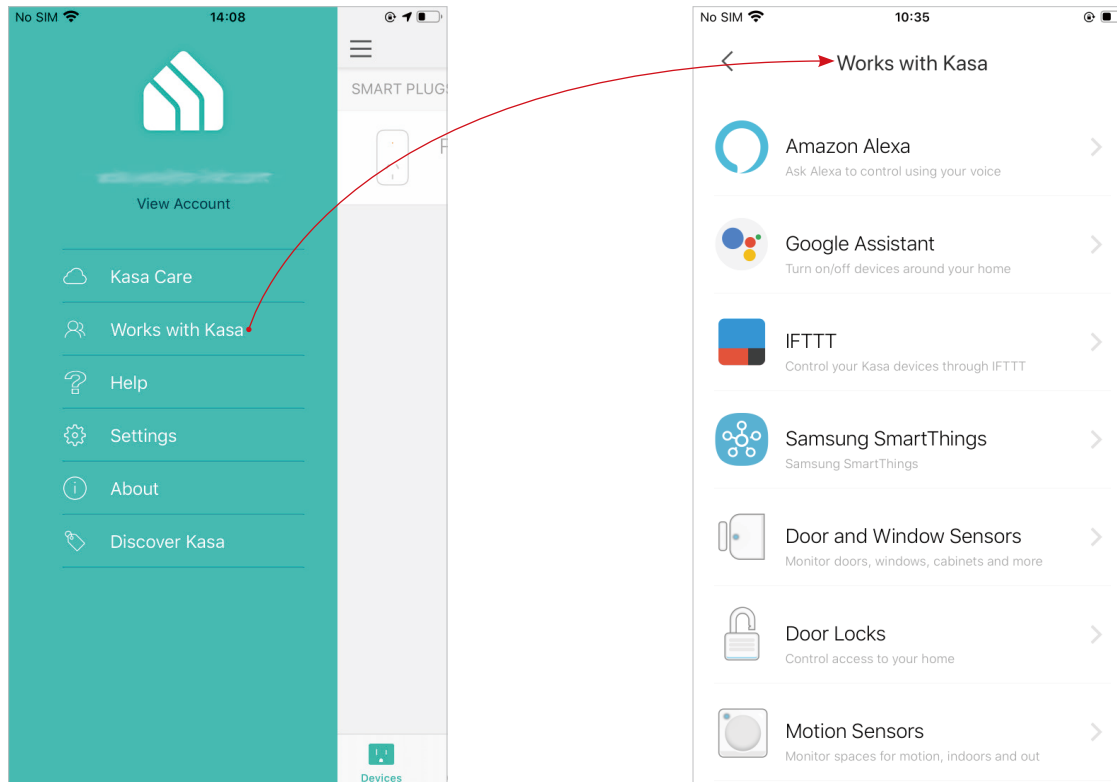 No SIM 14:08
SMART PLUG
View Account
Kasa Care
Works with Kasa
Help
Settings
About
Discover Kasa
Devices
No SIM 10:35
Works with Kasa
Amazon Alexa
Ask Alexa to control using your voice
Google Assistant
Turn on/off devices around your home
IFTTT
Control your Kasa devices through IFTTT
Samsung SmartThings
Samsung SmartThings
Door and Window Sensors
Monitor doors, windows, cabinets and more
Door Locks
Control access to your home
Motion Sensors
Monitor spaces for motion, indoors and out